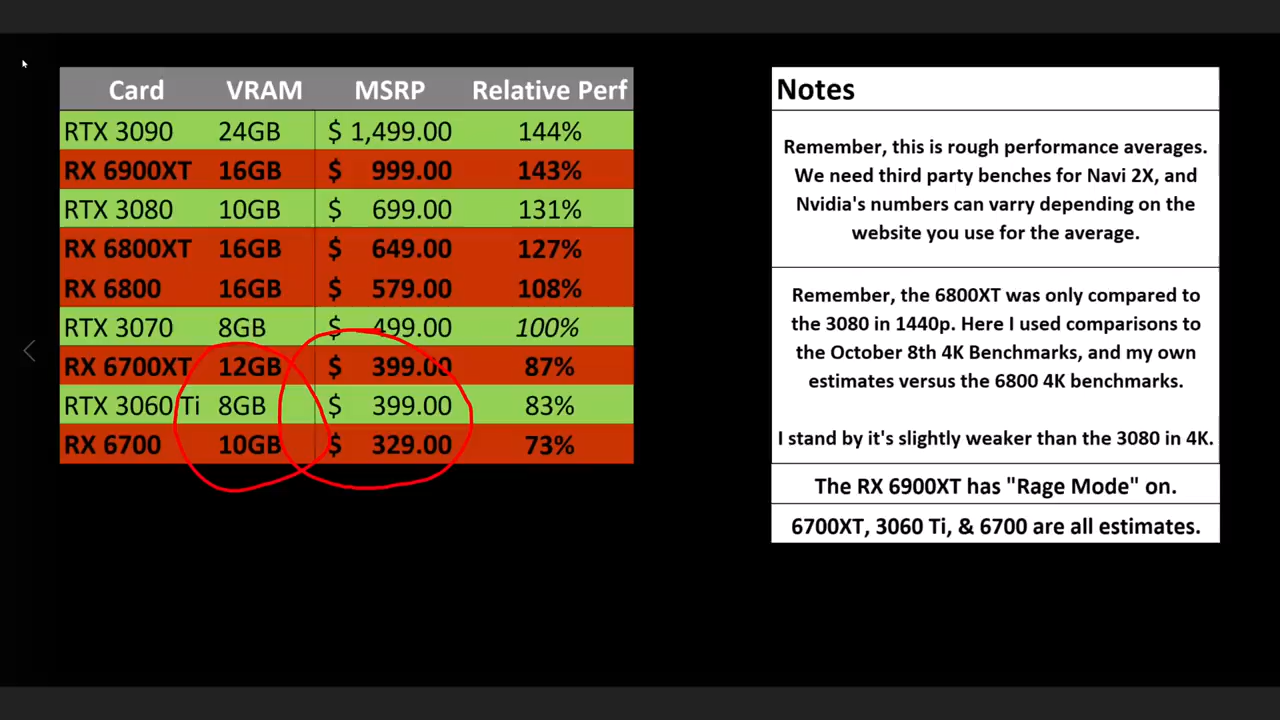 Card VRAM MSRP Relative Perf
RTX 3090 24GB $ 1,499.00 144%
RX 6900XT 16GB $ 999.00 143%
RTX 3080 10GB $ 699.00 131%
RX 6800XT 16GB $ 649.00 127%
RX 6800 16GB $ 579.00 108%
RTX 3070 8GB $ 499.00 100%
RX 6700XT 12GB $ 399.00 87%
RTX 3060 Ti 8GB $ 399.00 83%
RX 6700 10GB $ 329.00 73%
Notes
Remember, this is rough performance averages.
We need third party benches for Navi 2X, and
Nvidia's numbers can varry depending on the
website you use for the average.
Remember, the 6800XT was only compared to
the 3080 in 1440p. Here I used comparisons to
the October 8th 4K Benchmarks, and my own
estimates versus the 6800 4K benchmarks.
I stand by it's slightly weaker than the 3080 in 4K.
The RX 6900XT has "Rage Mode" on.
6700XT, 3060 Ti, & 6700 are all estimates.